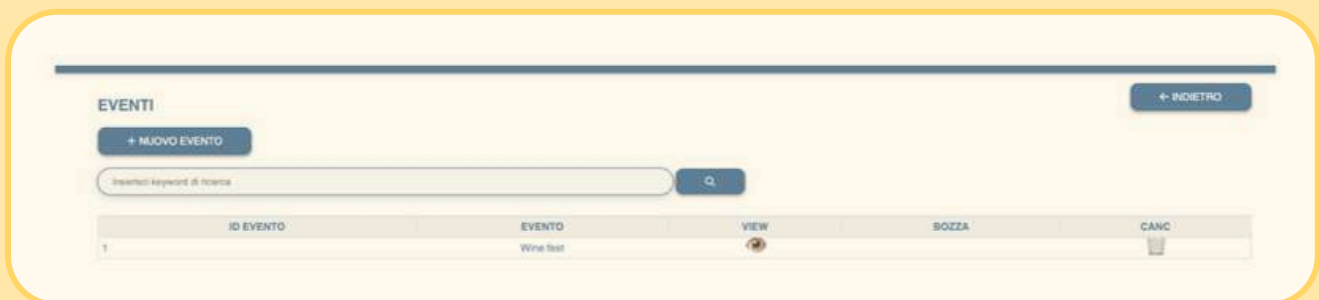 ← INDIETRO
EVENTI
+ NUOVO EVENTO
Inserisci keyword di ricerca
ID EVENTO EVENTO VIEW BOZZA CANC
1 Wine fest